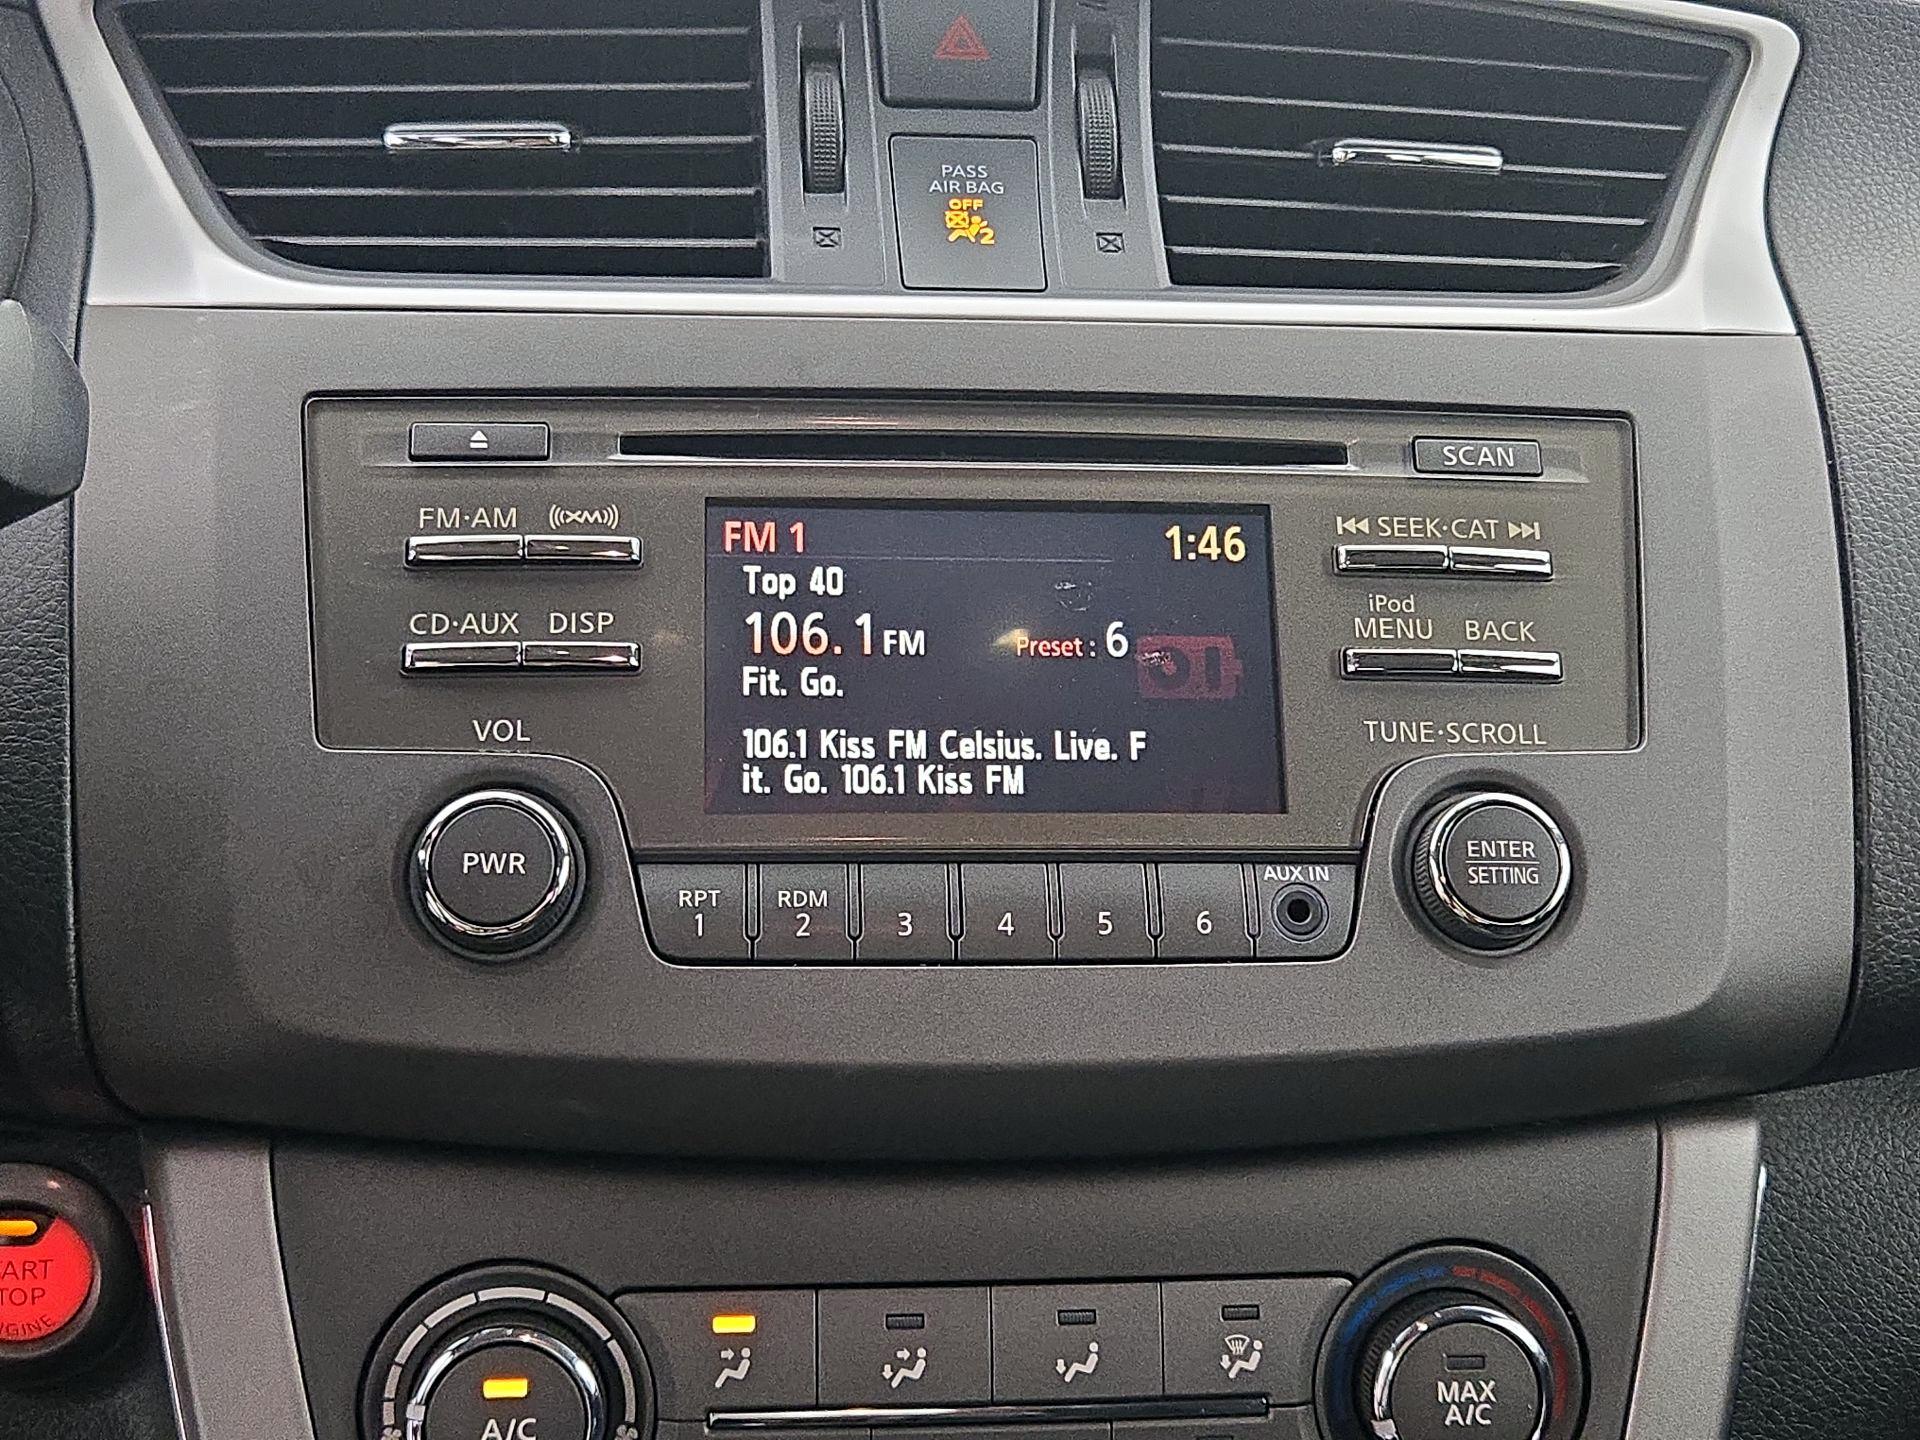 PASS
AIR BAG
OFF
2
SCAN
FM·AM
((XM))
SEEK·CAT
CD·AUX
DISP
iPod
MENU
BACK
FM 1
1:46
Top 40
106.1 FM
Preset : 6
Fit. Go.
106.1 Kiss FM Celsius. Live. F
it. Go. 106.1 Kiss FM
VOL
TUNE·SCROLL
PWR
ENTER
SETTING
RPT
1
RDM
2
3
4
5
6
AUX IN
ART
TOP
GINE
A/C
MAX
A/C